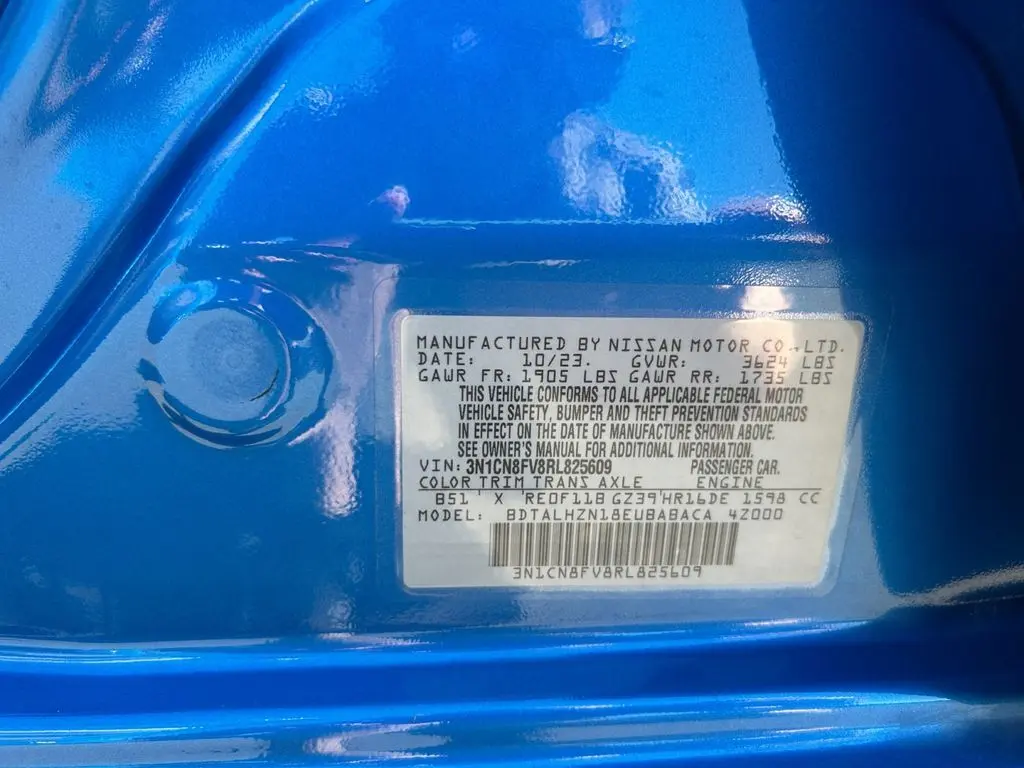 MANUFACTURED BY NISSAN MOTOR CO.,LTD.
DATE: 10/23. GVWR: 3624 LBS
GAWR FR: 1905 LBS GAWR RR: 1735 LBS
THIS VEHICLE CONFORMS TO ALL APPLICABLE FEDERAL MOTOR
VEHICLE SAFETY, BUMPER AND THEFT PREVENTION STANDARDS
IN EFFECT ON THE DATE OF MANUFACTURE SHOWN ABOVE.
SEE OWNER'S MANUAL FOR ADDITIONAL INFORMATION.
VIN: 3N1CN8FV8RL825609 PASSENGER CAR.
COLOR TRIM TRANS AXLE ENGINE
B51 ' X 'RE0F11B GZ39'HR16DE 1598 CC
MODEL: BDTALHZN18EUBABACA 4Z000
3N1CN8FV8RL825609